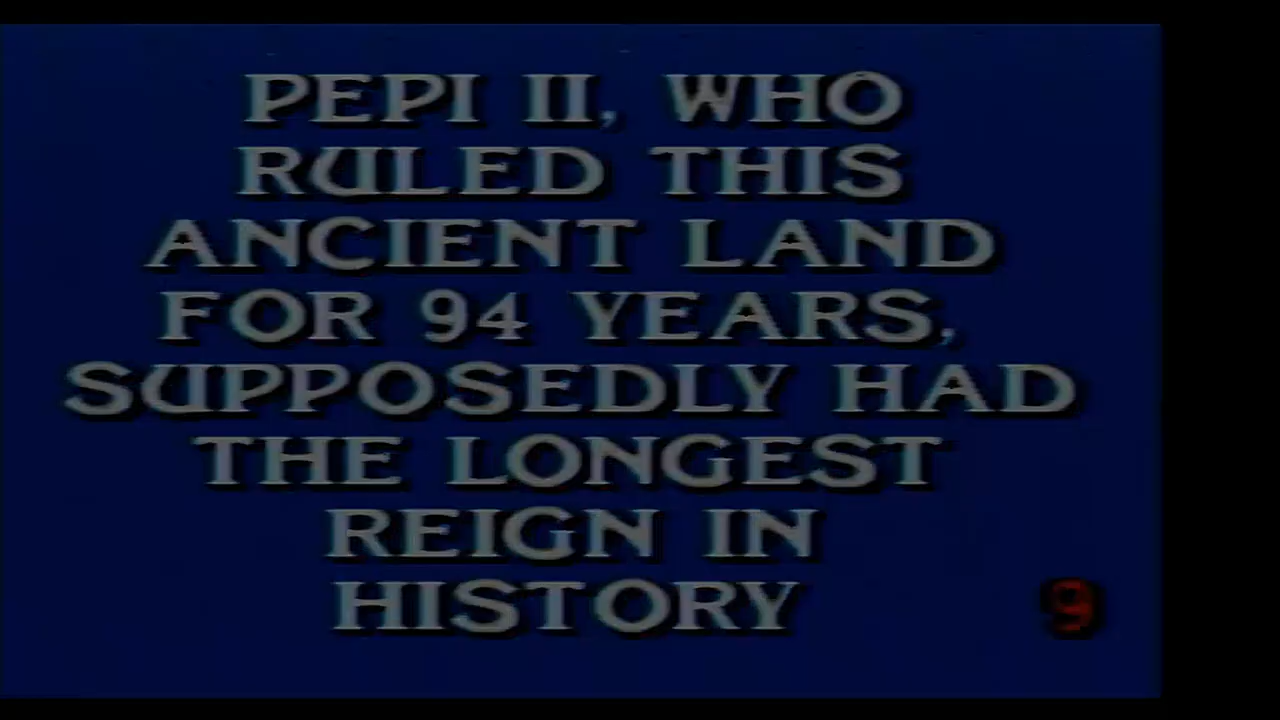 PEPI II, WHO
RULED THIS
ANCIENT LAND
FOR 94 YEARS,
SUPPOSEDLY HAD
THE LONGEST
REIGN IN
HISTORY
9